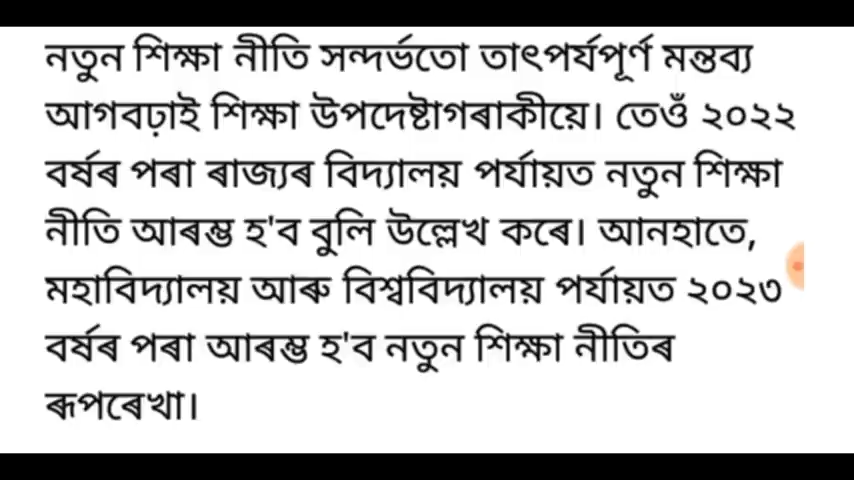 নতুন শিক্ষা নীতি সন্দৰ্ভতো তাৎপৰ্যপূৰ্ণ মন্তব্য
আগবঢ়াই শিক্ষা উপদেষ্টাগৰাকীয়ে। তেওঁ ২০২২
বৰ্ষৰ পৰা ৰাজ্যৰ বিদ্যালয় পৰ্যায়ত নতুন শিক্ষা
নীতি আৰম্ভ হ'ব বুলি উল্লেখ কৰে। আনহাতে,
মহাবিদ্যালয় আৰু বিশ্ববিদ্যালয় পৰ্যায়ত ২০২৩
বৰ্ষৰ পৰা আৰম্ভ হ'ব নতুন শিক্ষা নীতিৰ
ৰূপৰেখা।